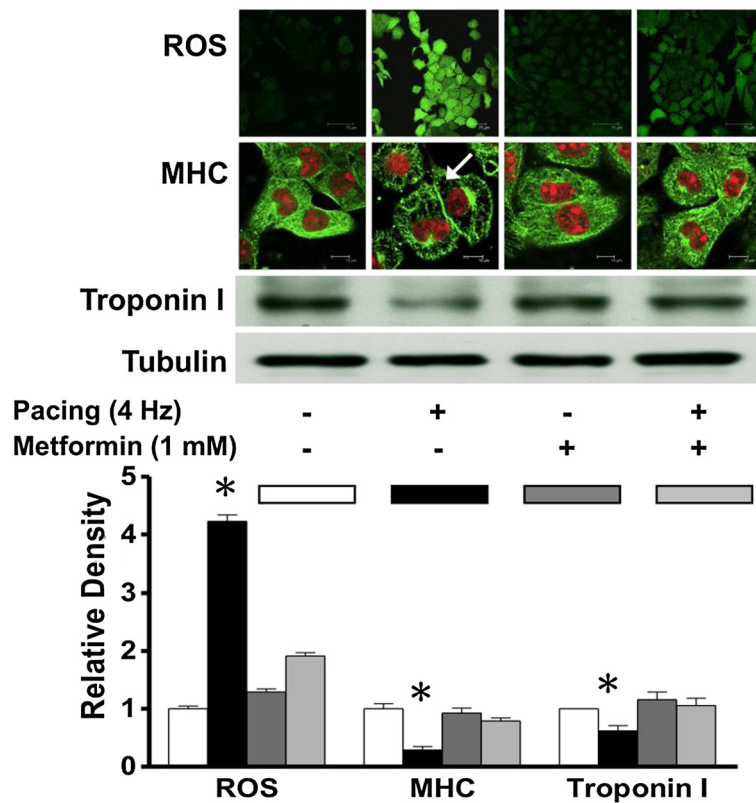 ROS
MHC
Troponin I
Tubulin
Pacing (4 Hz) - + - +
Metformin (1 mM) - - + +
Relative Density
5
4
3
2
1
0
* * *
ROS MHC Troponin I